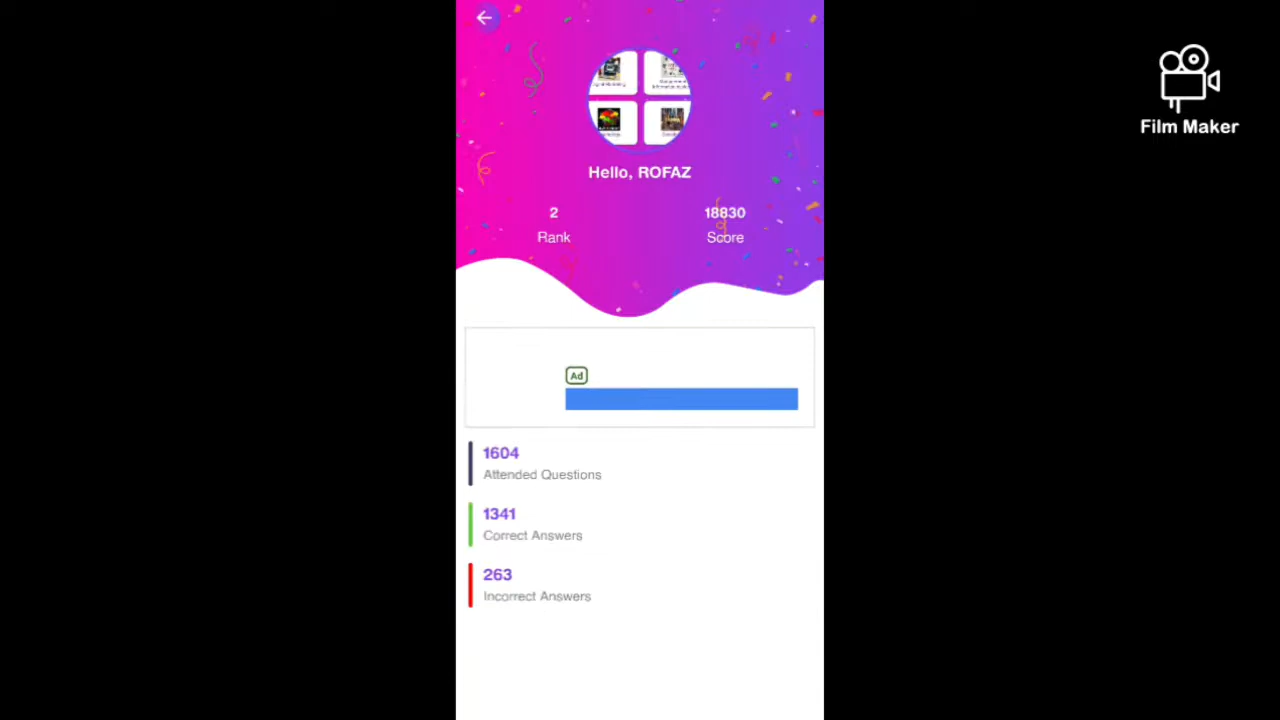 Film Maker
Hello, ROFAZ
2
18830
Rank
Score
Ad
1604
Attended Questions
1341
Correct Answers
263
Incorrect Answers